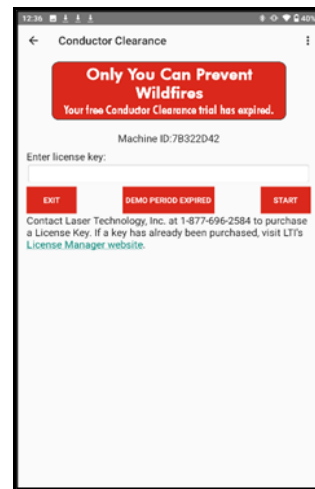 12:36
40%
Conductor Clearance
Only You Can Prevent
Wildfires
Your free Conductor Clearance trial has expired.
Machine ID:7B322D42
Enter license key:
EXIT
DEMO PERIOD EXPIRED
START
Contact Laser Technology, Inc. at 1-877-696-2584 to purchase
a License Key. If a key has already been purchased, visit LTI's
License Manager website.